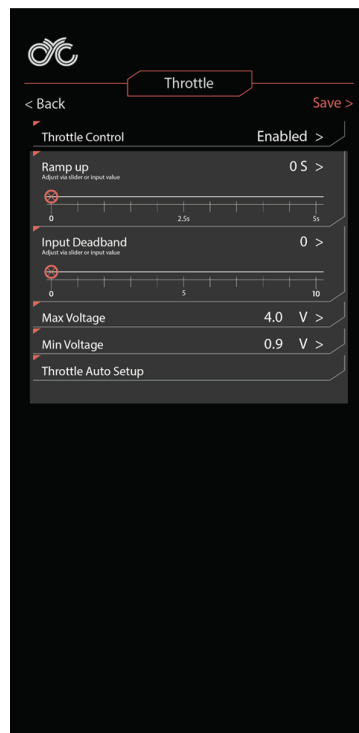 Throttle
< Back Save >
Throttle Control Enabled >
Ramp up 0 S >
Adjust via slider or input value
0 2.5s 5s
Input Deadband 0 >
Adjust via slider or input value
0 5 10
Max Voltage 4.0 V >
Min Voltage 0.9 V >
Throttle Auto Setup